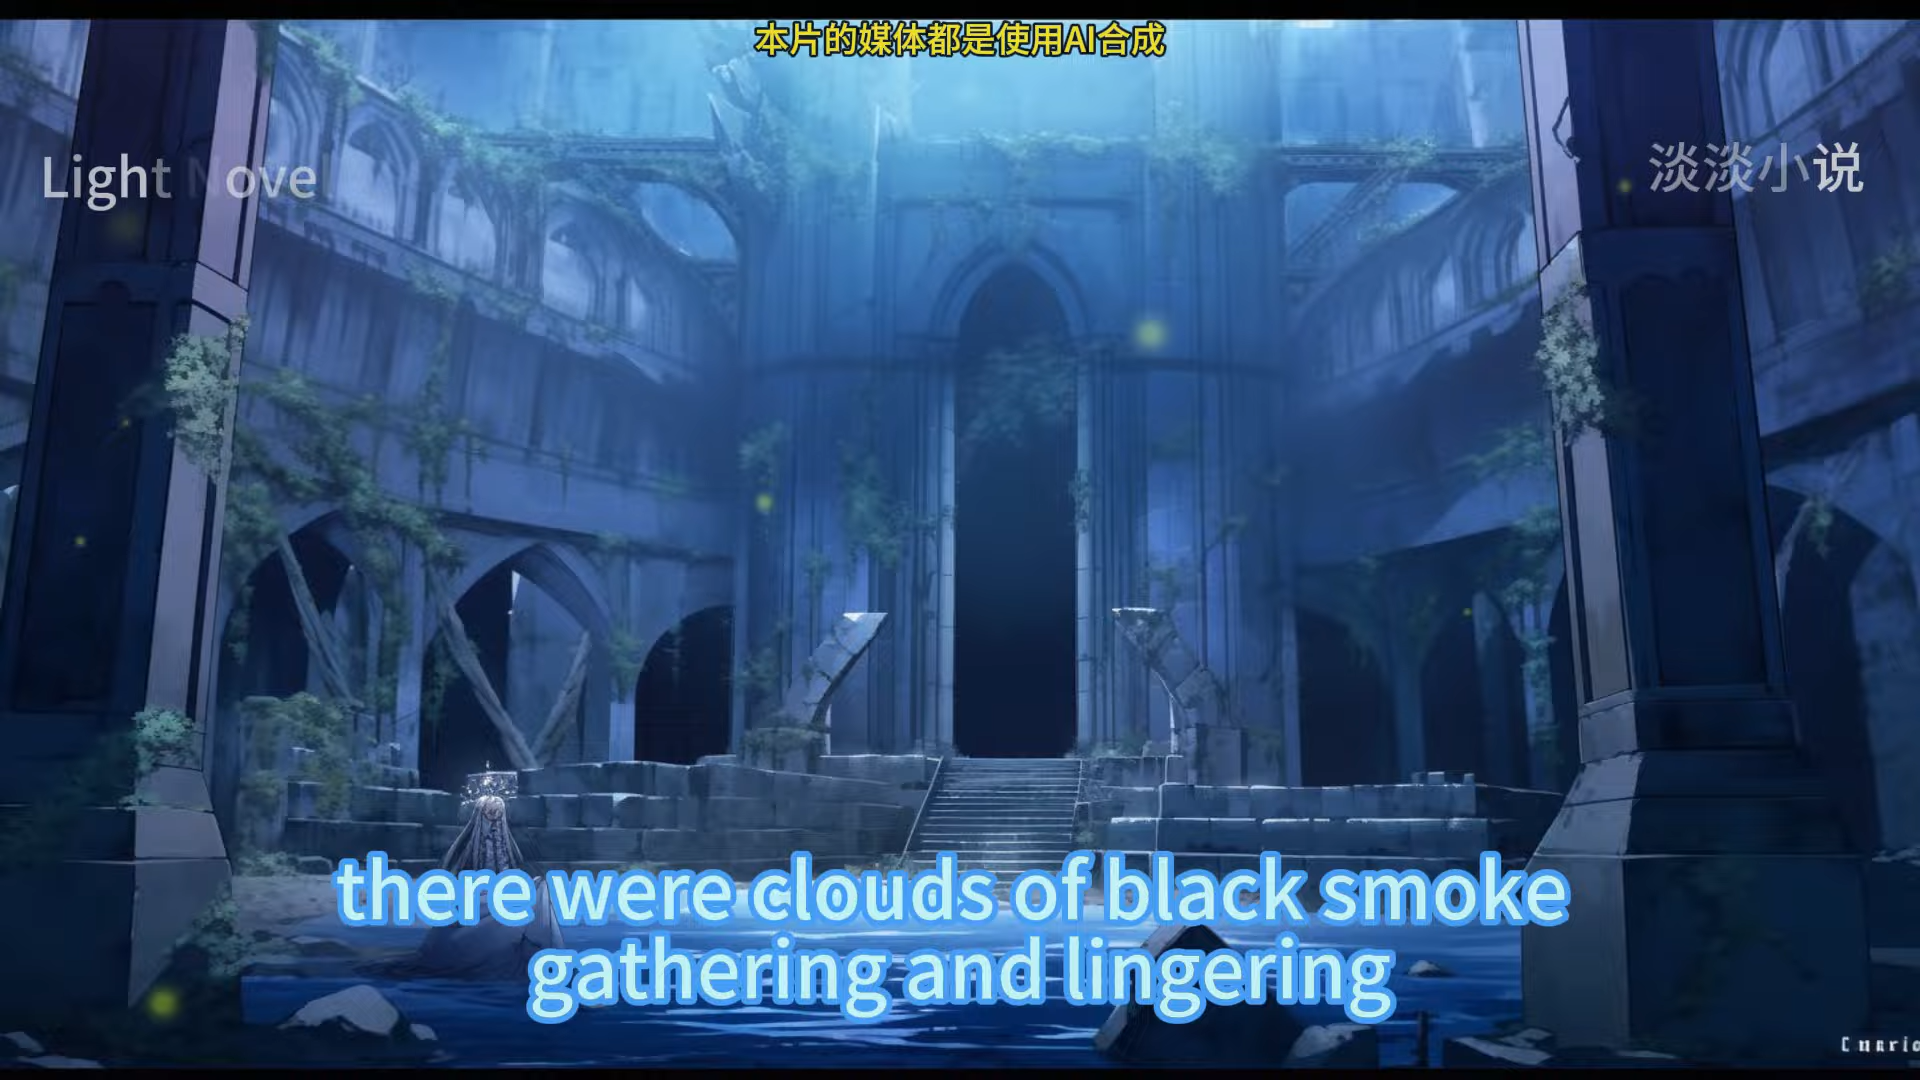 本片的媒体都是使用AI合成
Light Novel
淡淡小说
there were clouds of black smoke
gathering and lingering